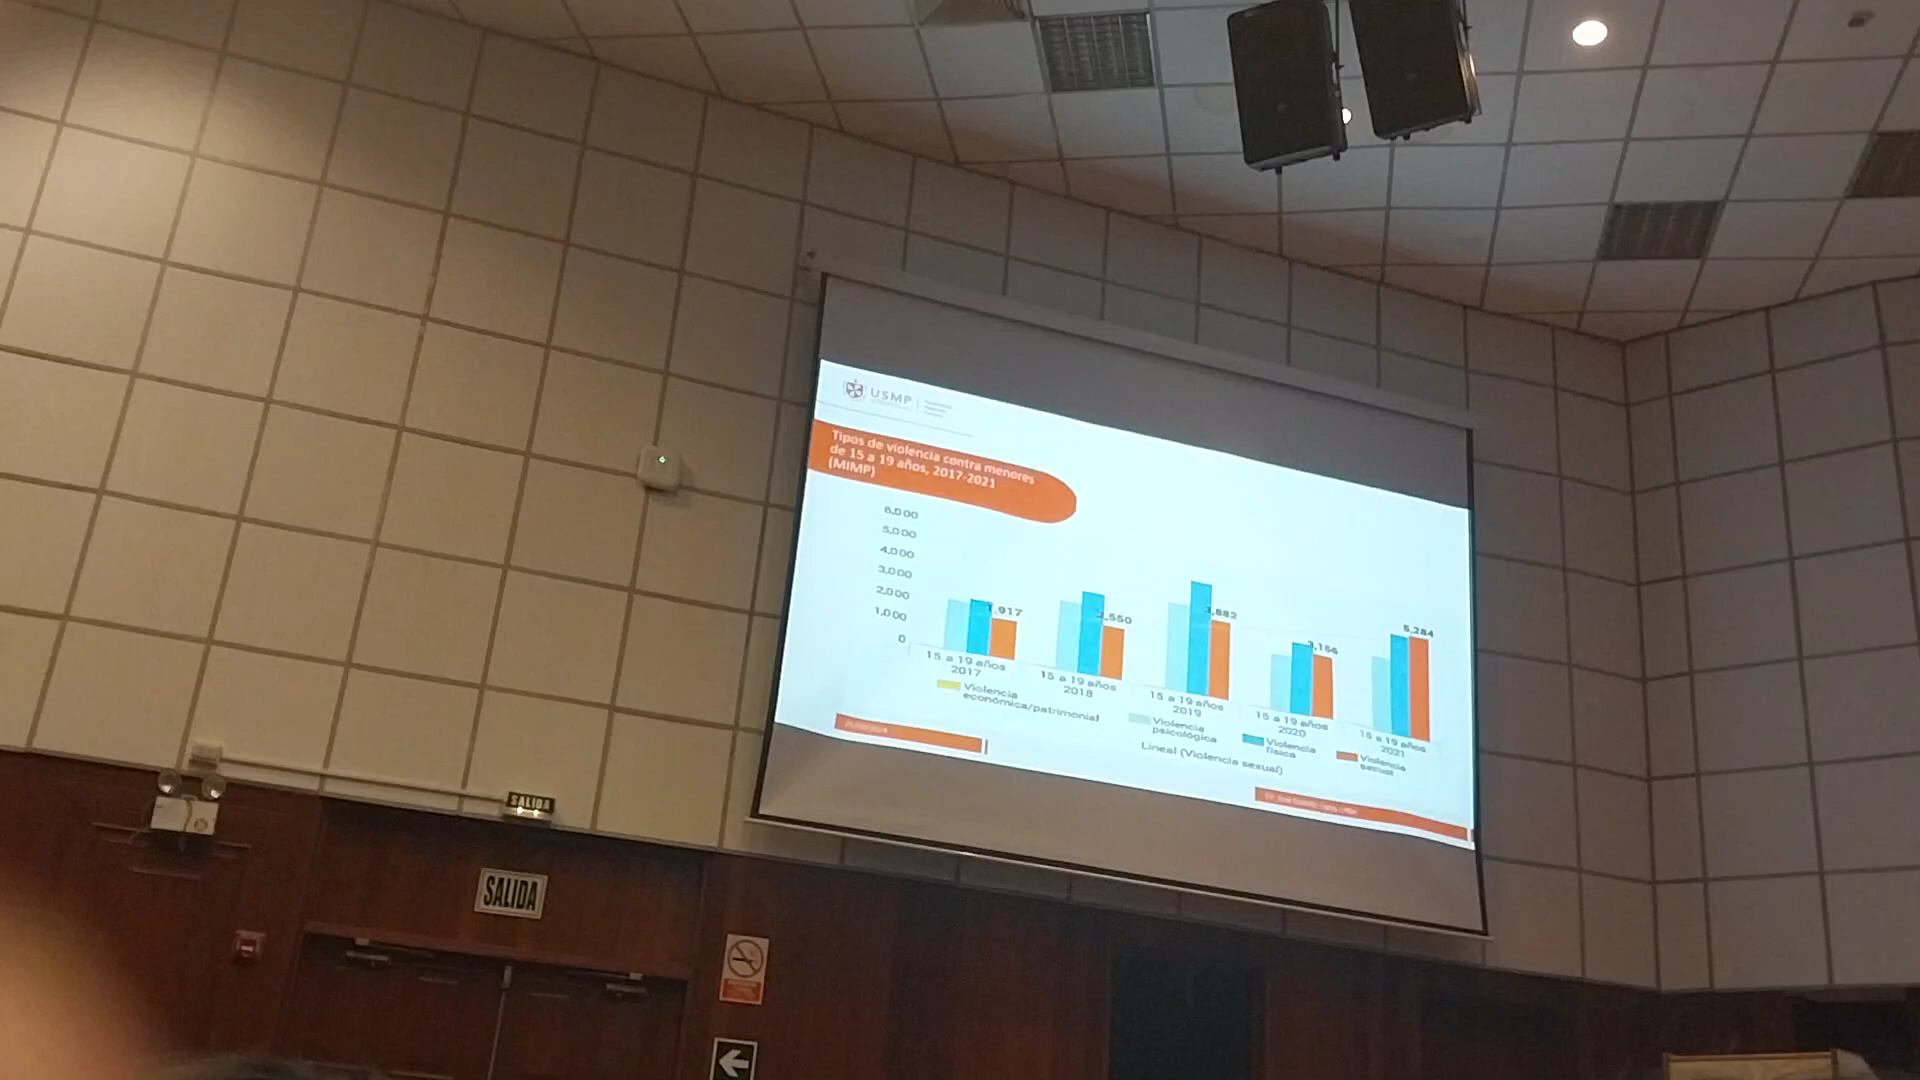 USMP
Tipos de violencia contra menores
de 15 a 19 años, 2017-2021
(MIMP)
6,000
5,000
4,000
3,000
2,000
1,000
0
1,917
2,550
3,882
3,156
5,284
15 a 19 años
2017
15 a 19 años
2018
15 a 19 años
2019
15 a 19 años
2020
15 a 19 años
2021
Violencia
económica/patrimonial
Violencia
psicológica
Violencia
física
Violencia
sexual
Lineal (Violencia sexual)
SALIDA
SALIDA